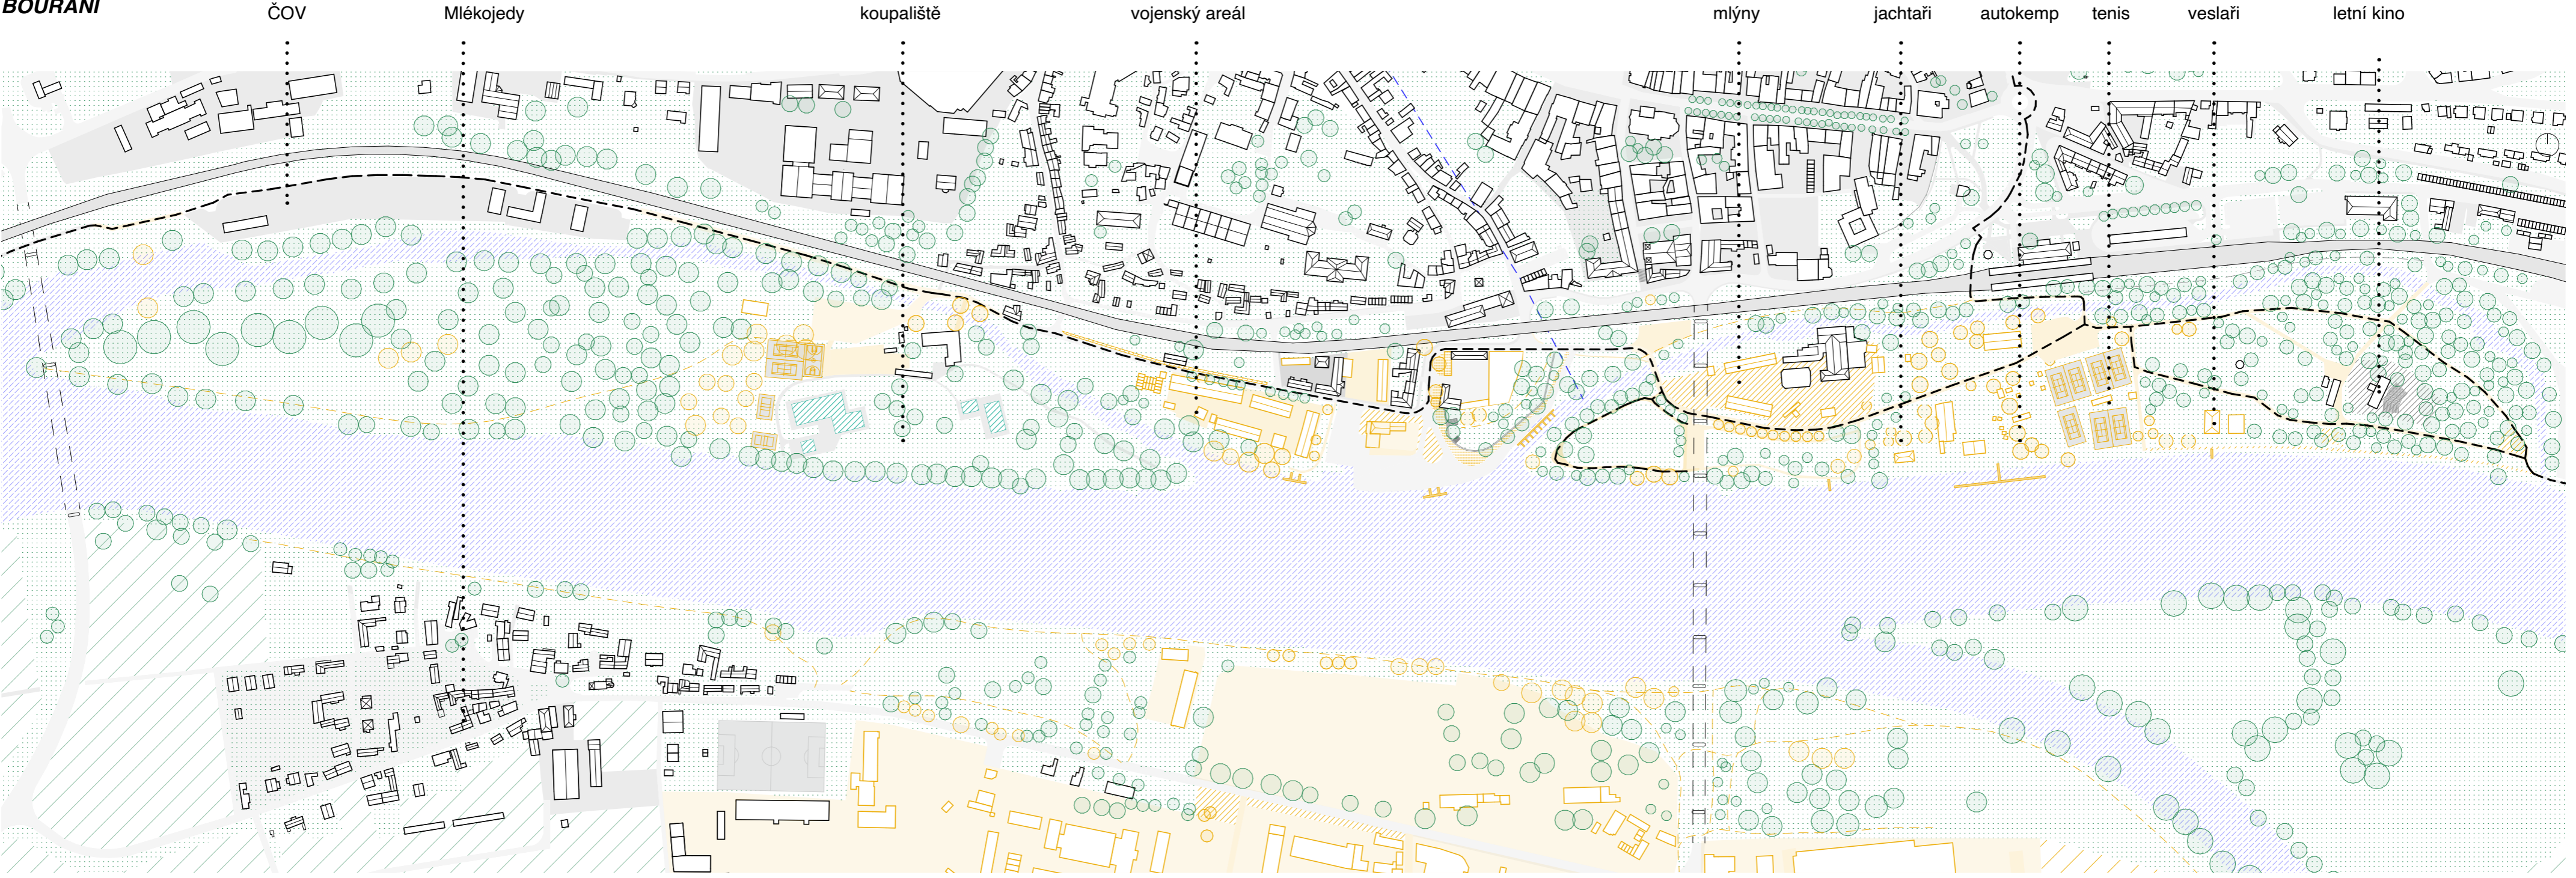 BOURÁNÍ
ČOV
Mlékojedy
koupaliště
vojenský areál
mlýny
jachtaři
autokemp
tenis
veslaři
letní kino